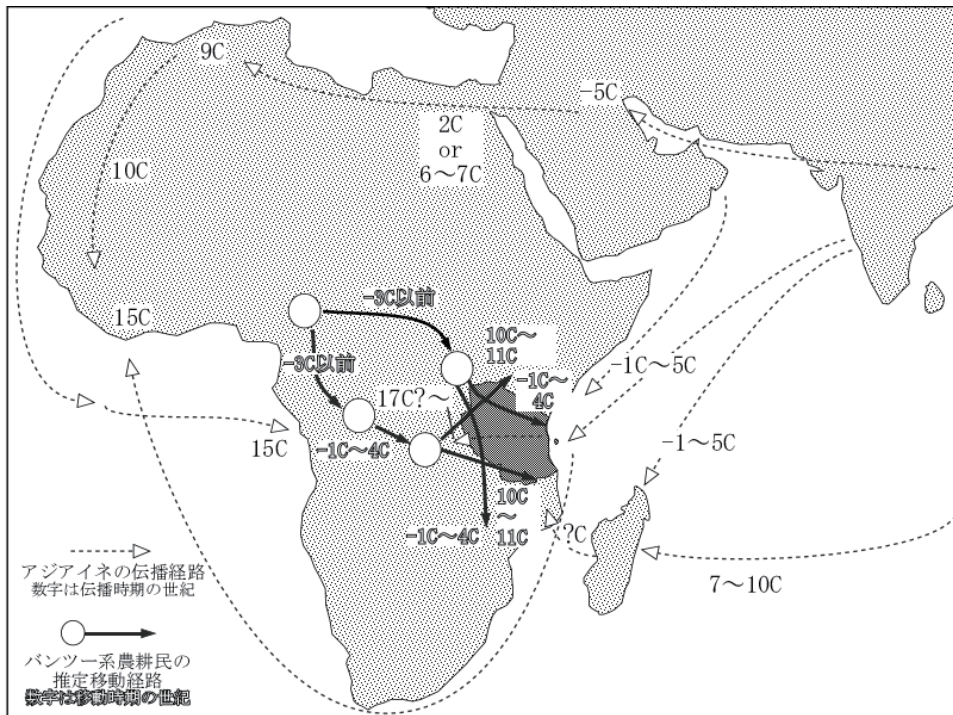 9C
-5C
2C
or
6～7C
10C
15C
-3C以前
-3C以前
10C～
11C
-1C～
4C
-1C～5C
17C?～
15C
-1C～4C
-1～5C
10C
～
11C
-1C～4C
?C
7～10C
アジアイネの伝播経路
数字は伝播時期の世紀
バンツー系農耕民の
推定移動経路
数字は移動時期の世紀